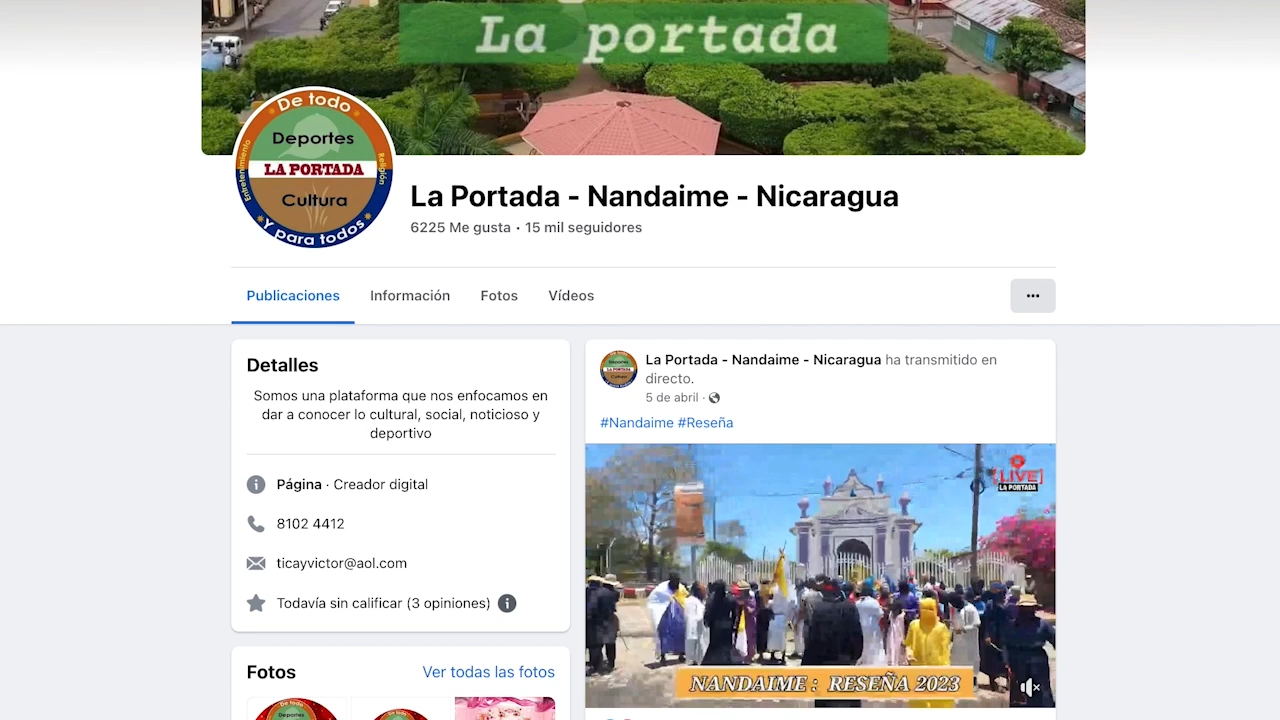 La portada
De todo
Deportes
Entretenimiento
LA PORTADA
Religión
Cultura
Y para todos
La Portada - Nandaime - Nicaragua
6225 Me gusta · 15 mil seguidores
Publicaciones
Información
Fotos
Vídeos
Detalles
Somos una plataforma que nos enfocamos en
dar a conocer lo cultural, social, noticioso y
deportivo
Página · Creador digital
8102 4412
ticayvictor@aol.com
Todavía sin calificar (3 opiniones)
Fotos
Ver todas las fotos
De todo
Deportes
La Portada - Nandaime - Nicaragua ha transmitido en
directo.
5 de abril ·
#Nandaime #Reseña
LIVE
LA PORTADA
NANDAIME : RESEÑA 2023